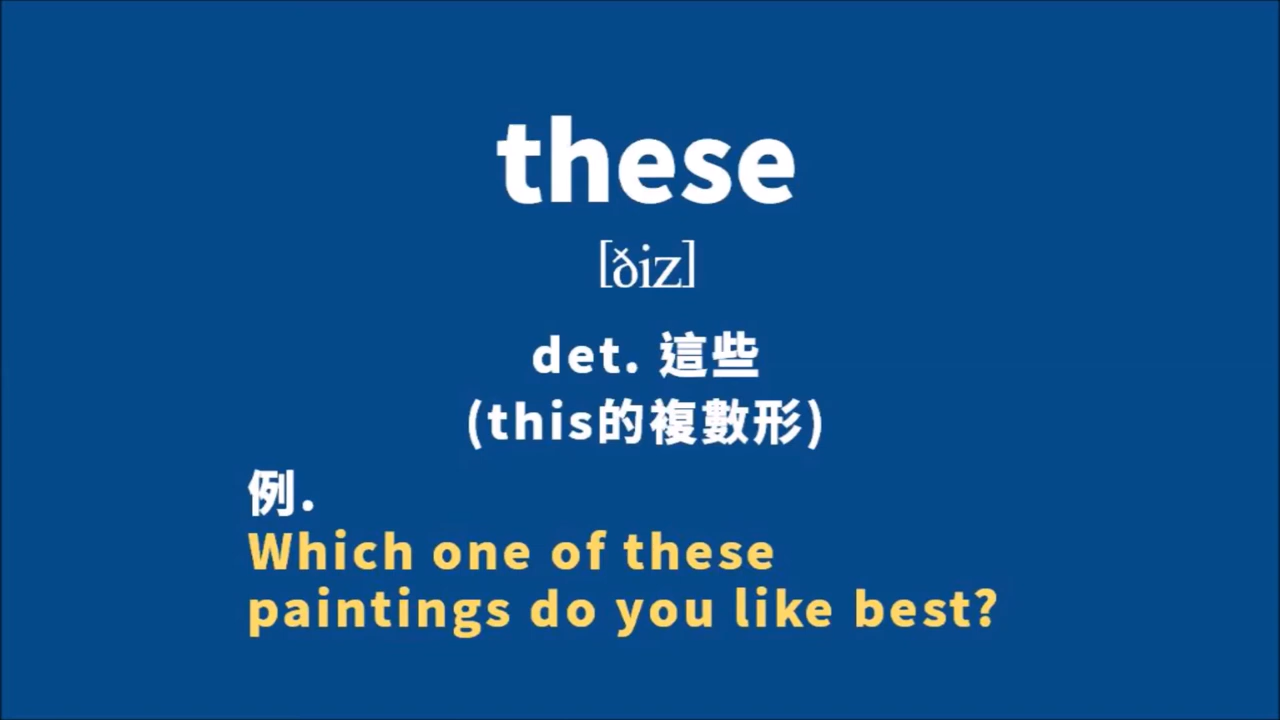 these
[ðiz]
det. 這些
(this的複數形)
例.
Which one of these
paintings do you like best?